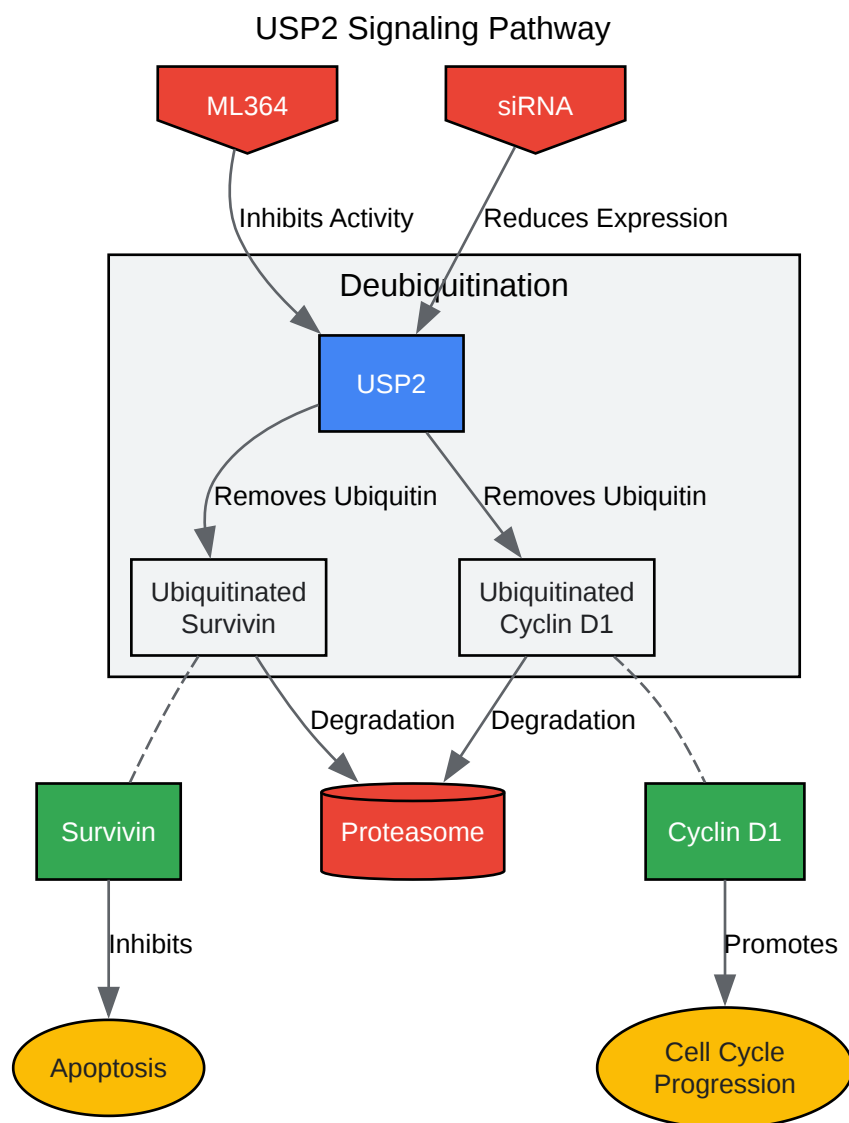 USP2 Signaling Pathway
ML364
siRNA
Inhibits Activity
Reduces Expression
Deubiquitination
USP2
Removes Ubiquitin
Removes Ubiquitin
Ubiquitinated
Survivin
Ubiquitinated
Cyclin D1
Degradation
Degradation
Survivin
Proteasome
Cyclin D1
Inhibits
Promotes
Apoptosis
Cell Cycle
Progression